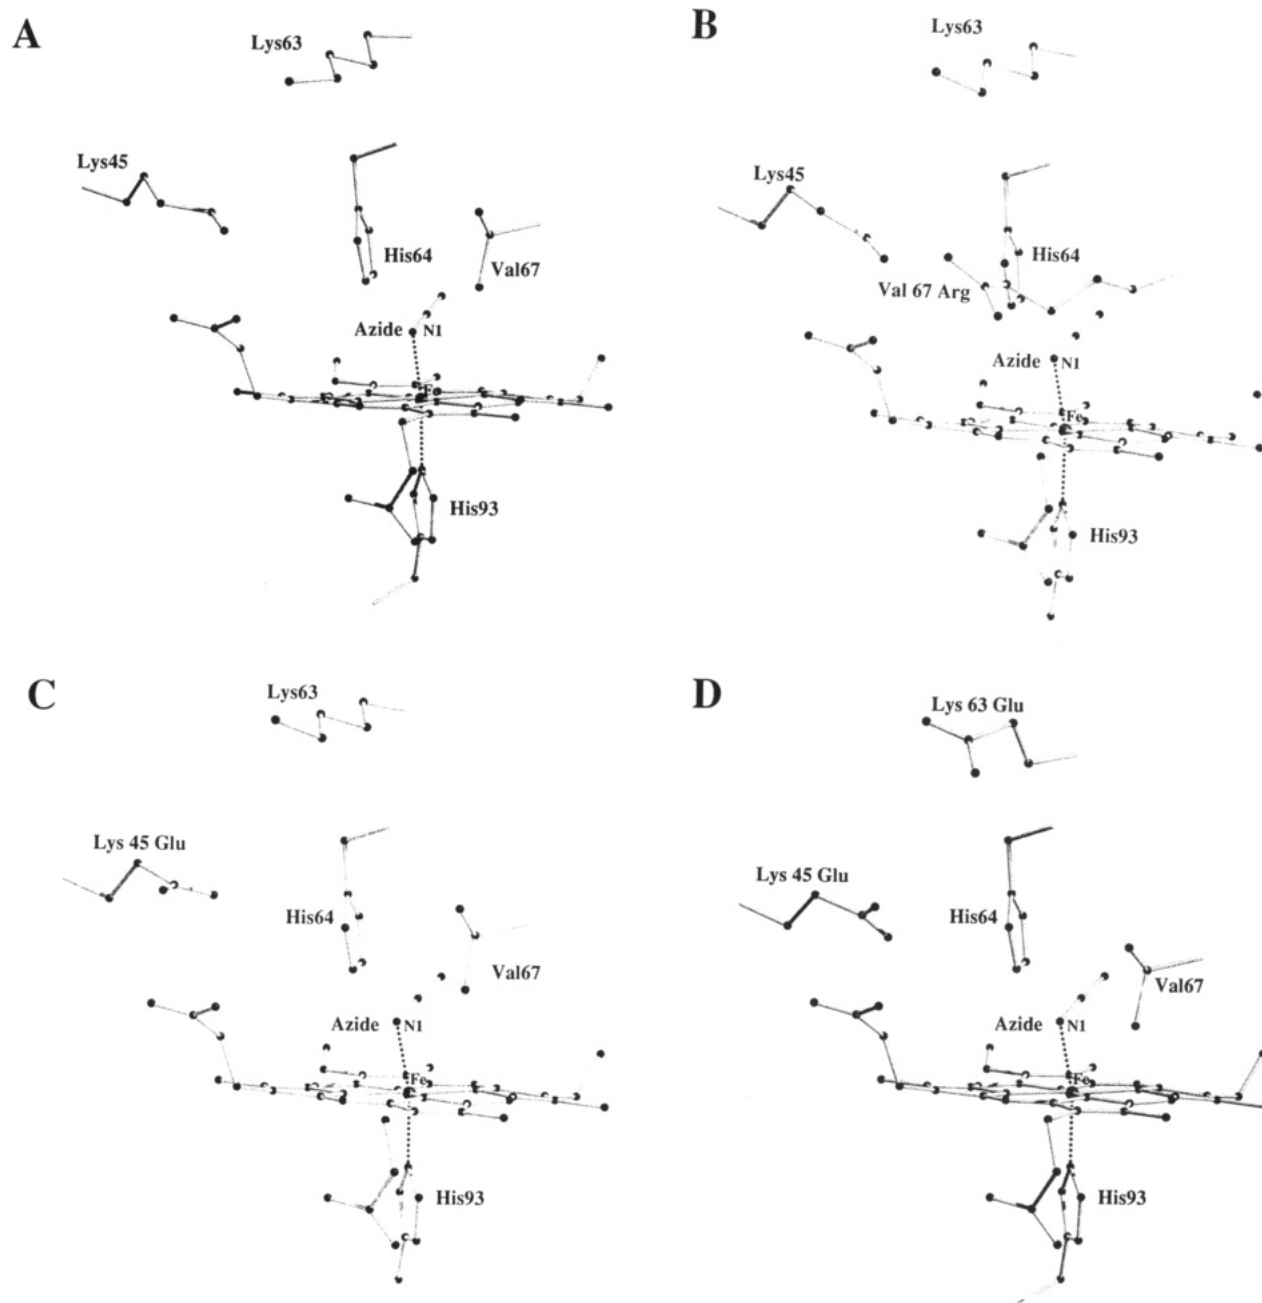 A
Lys63
Lys45
His64
Val67
Azide
N1
Fe
His93
B
Lys63
Lys45
His64
Val 67 Arg
Azide
N1
Fe
His93
C
Lys63
Lys 45 Glu
His64
Val67
Azide
N1
Fe
His93
D
Lys 63 Glu
Lys 45 Glu
His64
Val67
Azide
N1
Fe
His93